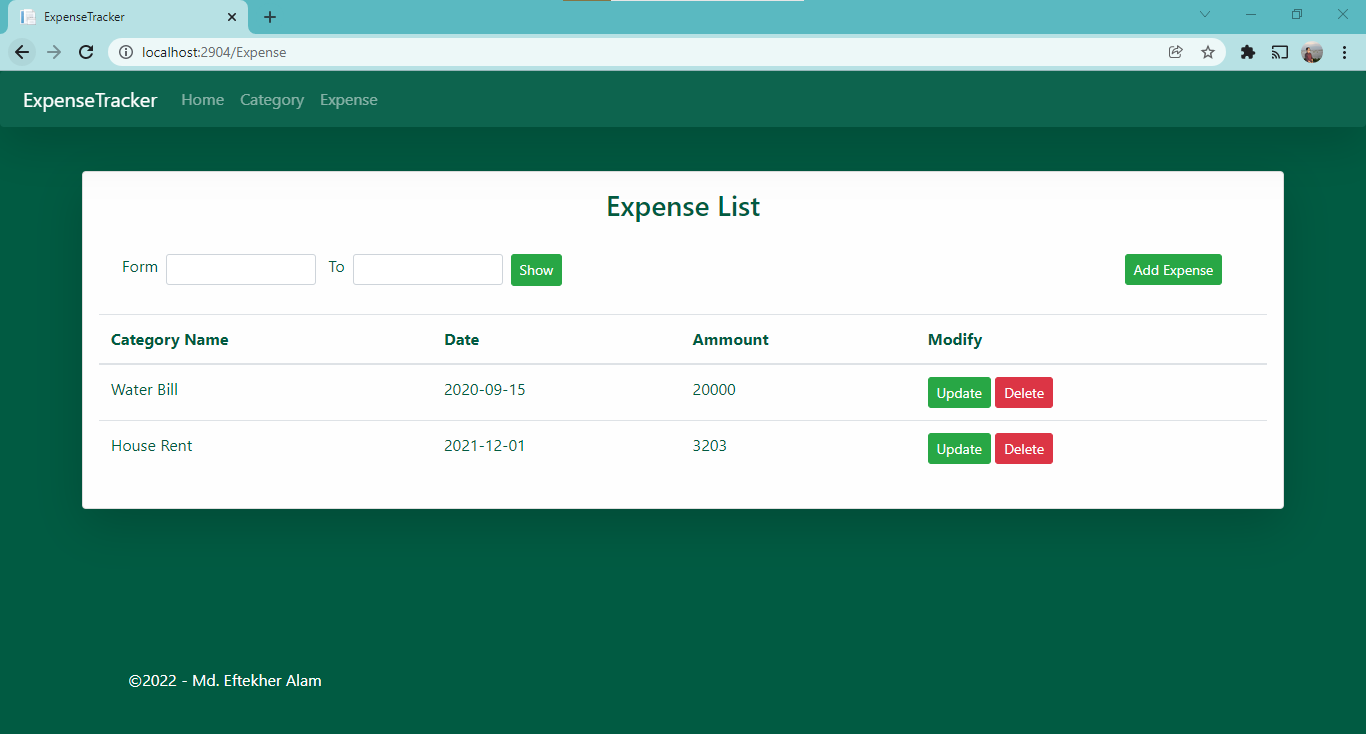 ExpenseTracker
localhost:2904/Expense
ExpenseTracker Home Category Expense
Expense List
Form To Show Add Expense
Category Name Date Ammount Modify
Water Bill 2020-09-15 20000 Update Delete
House Rent 2021-12-01 3203 Update Delete
©2022 - Md. Eftekher Alam